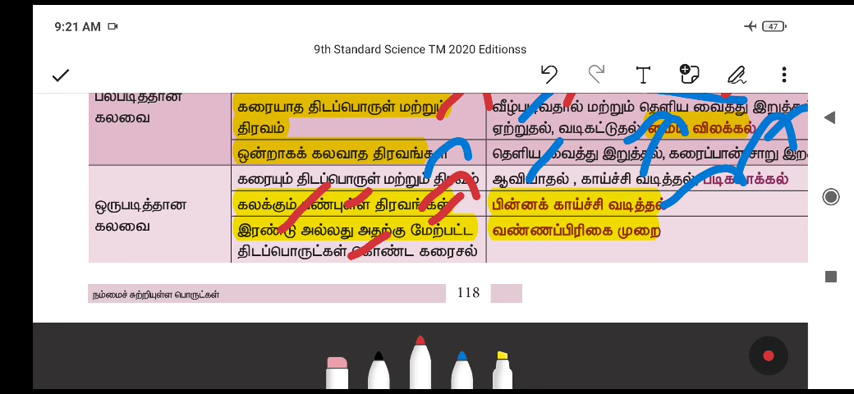 9:21 AM
47
9th Standard Science TM 2020 Editionss
T
பலபடித்தான கலவை
கரையாத திடப்பொருள் மற்றும் திரவம்
வீழ்படிவதால் மற்றும் தெளிய வைத்து இறுத்தல்
ஏற்றுதல், வடிகட்டுதல், மைய விலக்கல்
ஒன்றாகக் கலவாத திரவங்கள்
தெளிய வைத்து இறுத்தல், கரைப்பான் சாறு இற
ஒருபடித்தான கலவை
கரையும் திடப்பொருள் மற்றும் திரவம்
ஆவியாதல் , காய்ச்சி வடித்தல், படிகமாக்கல்
கலக்கும் பண்புள்ள திரவங்கள்
பின்னக் காய்ச்சி வடித்தல்
இரண்டு அல்லது அதற்கு மேற்பட்ட திடப்பொருட்கள் கொண்ட கரைசல்
வண்ணப்பிரிகை முறை
நம்மைச் சுற்றியுள்ள பொருட்கள்
118